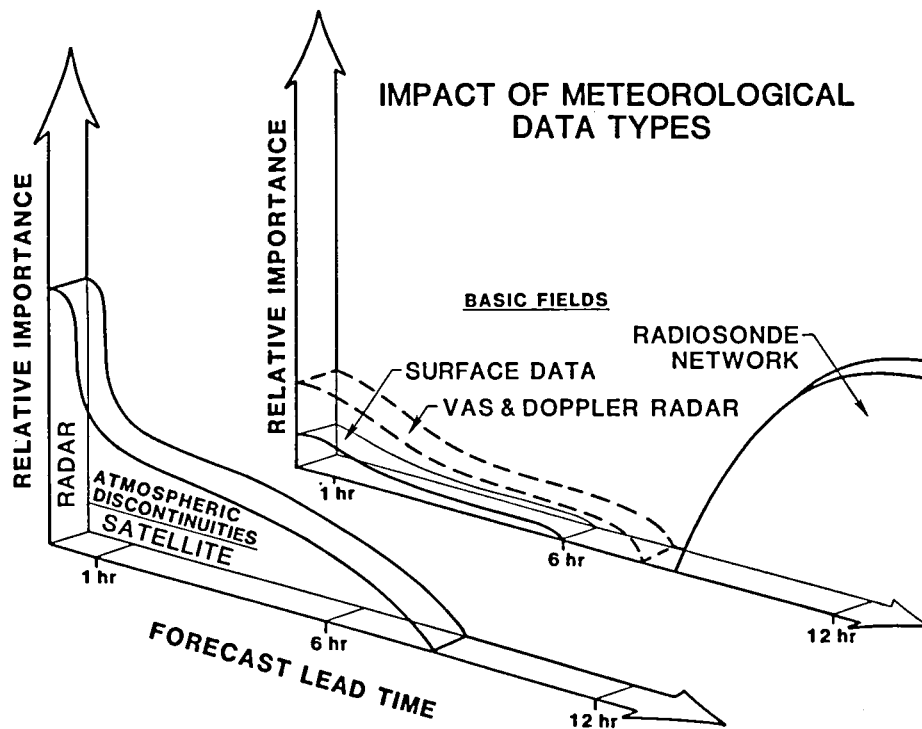 IMPACT OF METEOROLOGICAL
DATA TYPES
RELATIVE IMPORTANCE
RELATIVE IMPORTANCE
BASIC FIELDS
RADIOSONDE
NETWORK
SURFACE DATA
VAS & DOPPLER RADAR
RADAR
ATMOSPHERIC
DISCONTINUITIES
SATELLITE
1 hr
6 hr
12 hr
1 hr
6 hr
12 hr
FORECAST LEAD TIME